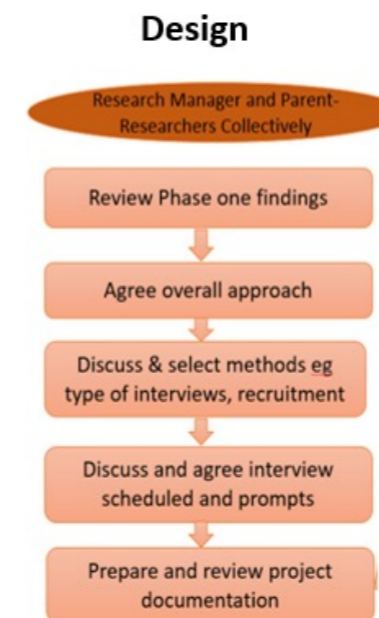 Design
Research Manager and Parent-
Researchers Collectively
Review Phase one findings
Agree overall approach
Discuss & select methods eg
type of interviews, recruitment
Discuss and agree interview
scheduled and prompts
Prepare and review project
documentation